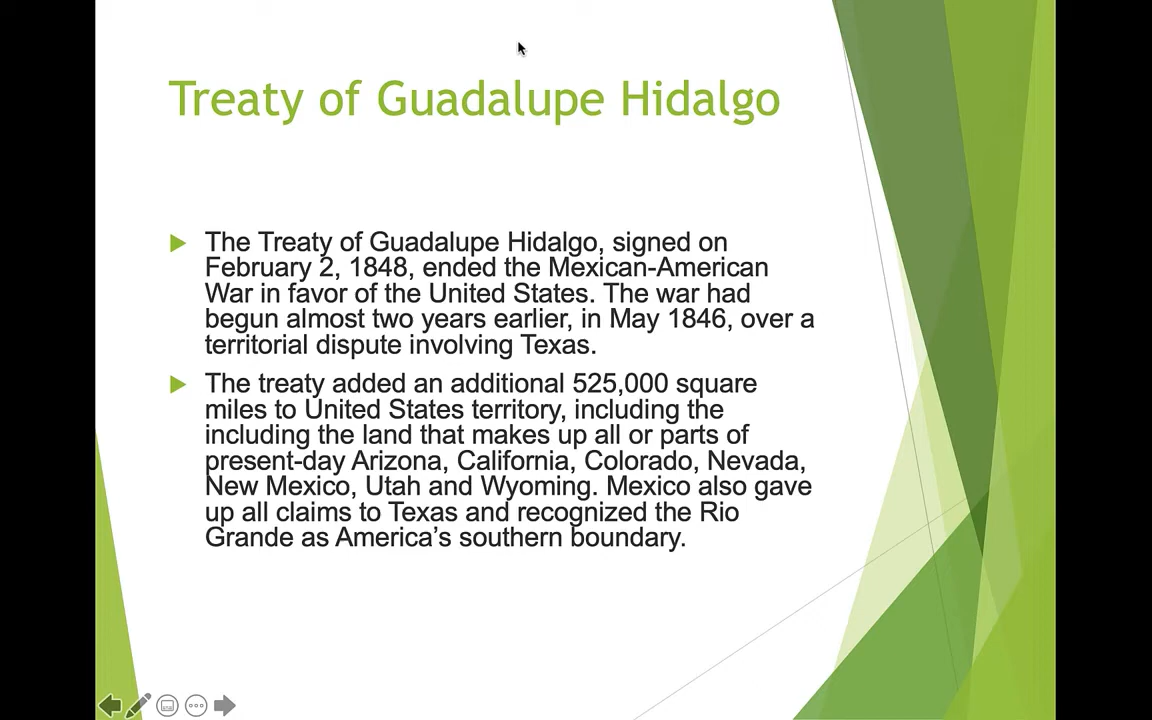 Treaty of Guadalupe Hidalgo
The Treaty of Guadalupe Hidalgo, signed on
February 2, 1848, ended the Mexican-American
War in favor of the United States. The war had
begun almost two years earlier, in May 1846, over a
territorial dispute involving Texas.
The treaty added an additional 525,000 square
miles to United States territory, including the
including the land that makes up all or parts of
present-day Arizona, California, Colorado, Nevada,
New Mexico, Utah and Wyoming. Mexico also gave
up all claims to Texas and recognized the Rio
Grande as America’s southern boundary.